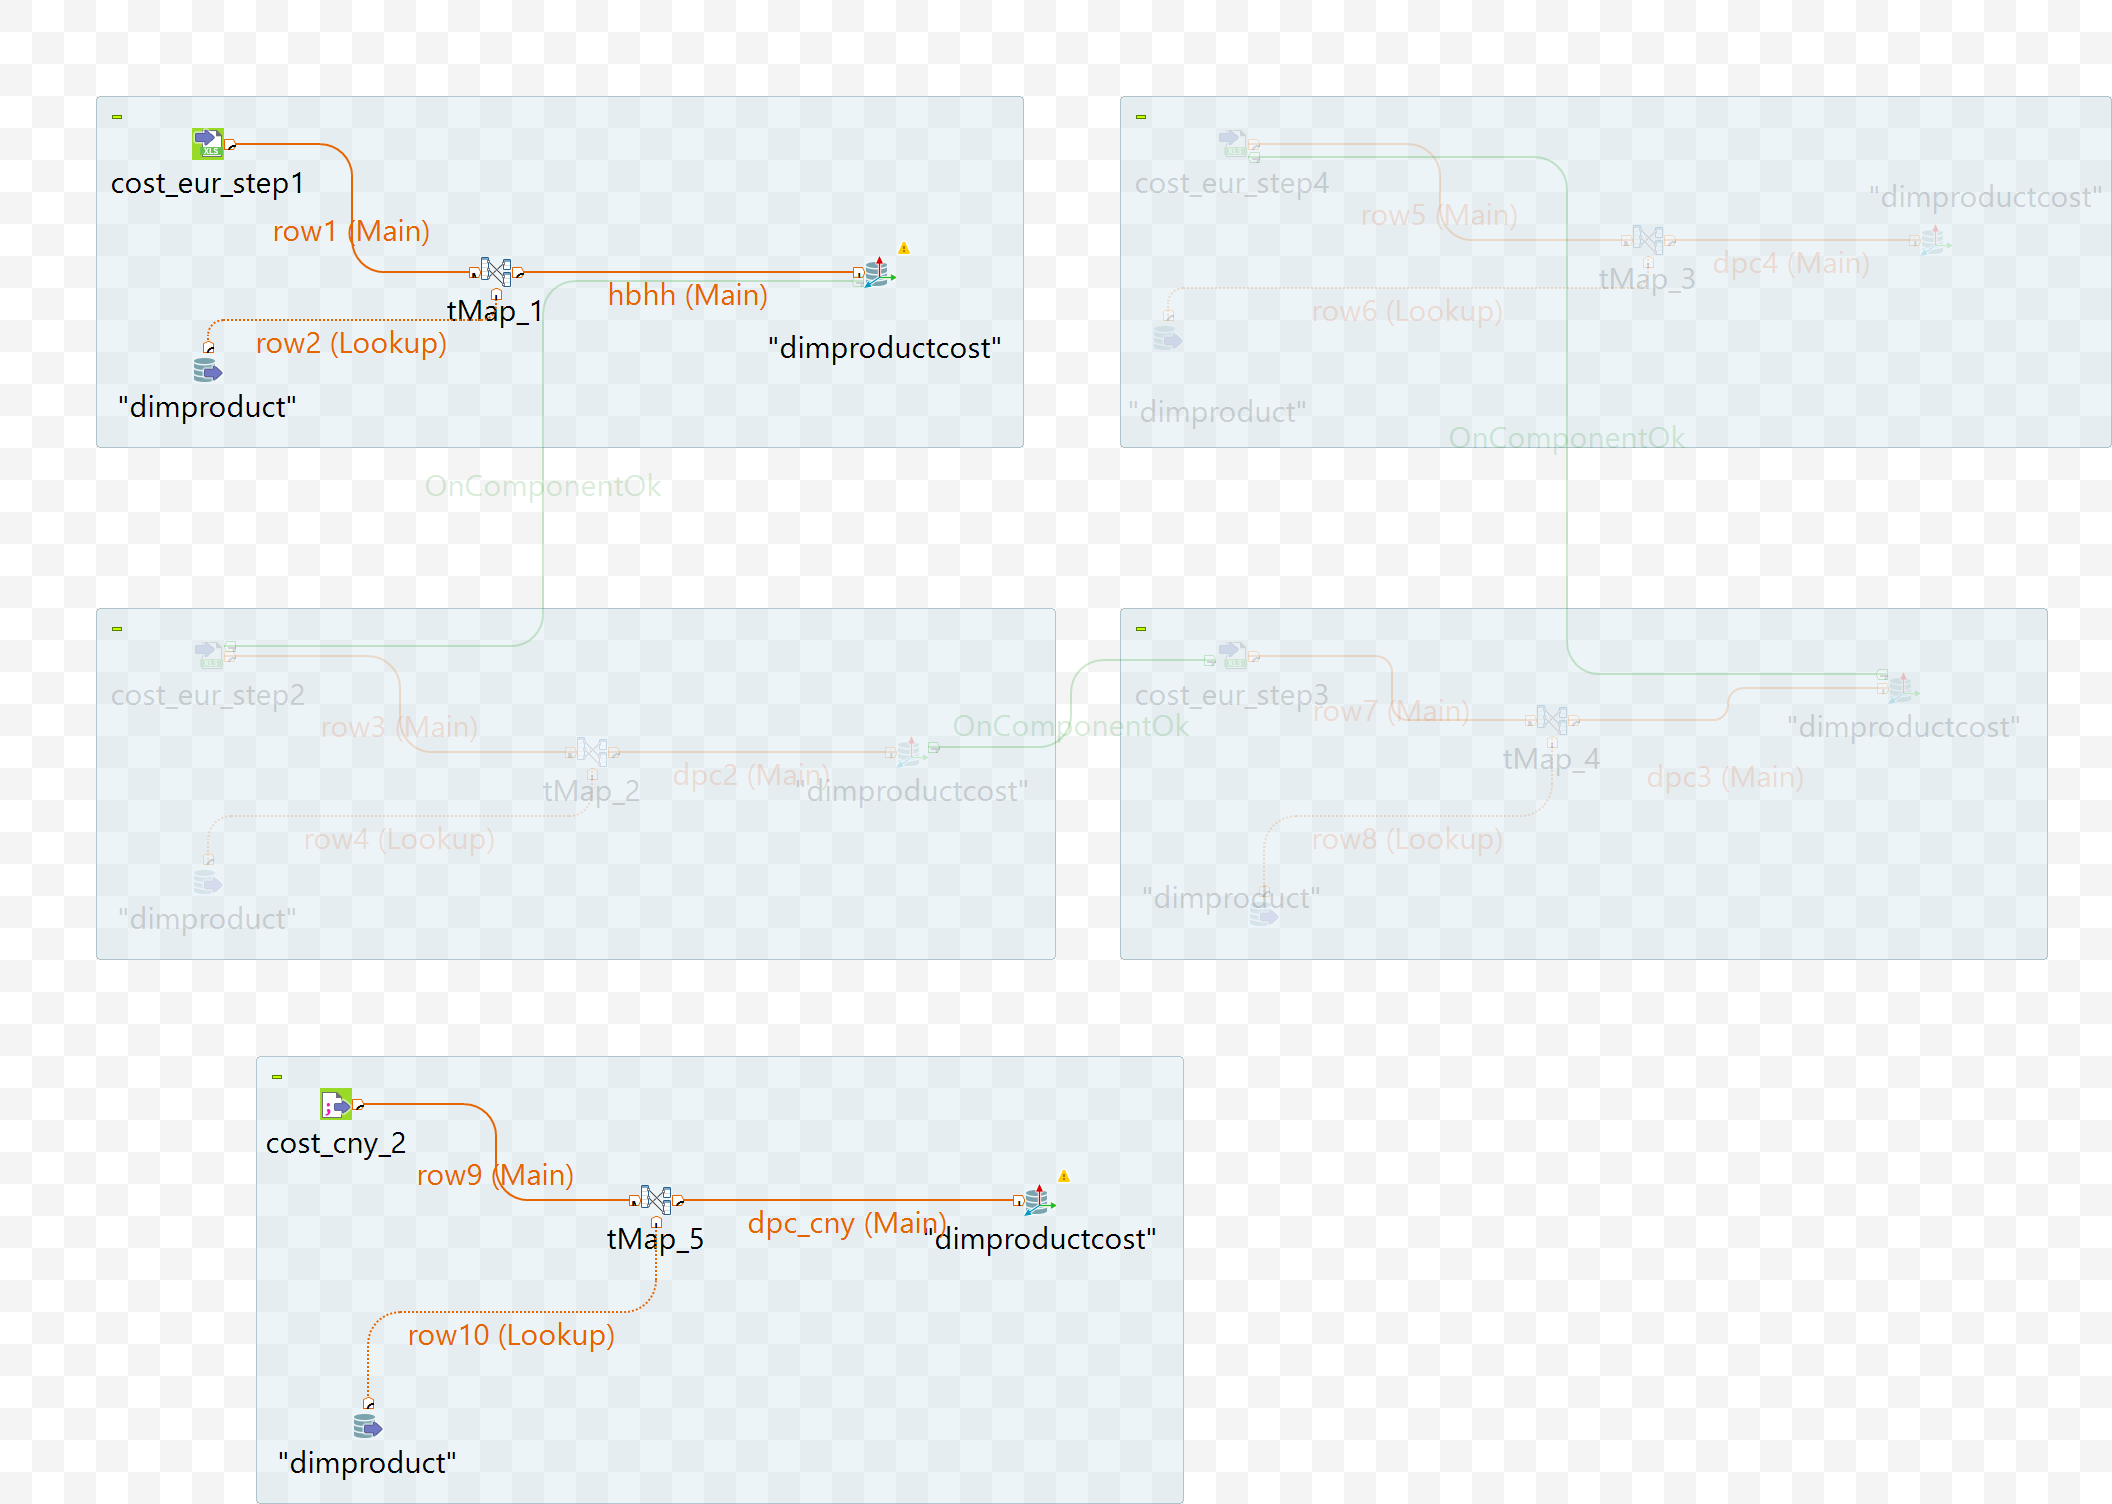 cost_eur_step1
row1 (Main)
tMap_1
hbhh (Main)
row2 (Lookup)
"dimproductcost"
"dimproduct"
OnComponentOk
cost_eur_step4
"dimproductcost"
row5 (Main)
tMap_3
dpc4 (Main)
row6 (Lookup)
"dimproduct"
OnComponentOk
cost_eur_step2
row3 (Main)
tMap_2
dpc2 (Main)
"dimproductcost"
row4 (Lookup)
"dimproduct"
OnComponentOk
cost_eur_step3
row7 (Main)
"dimproductcost"
tMap_4
dpc3 (Main)
row8 (Lookup)
"dimproduct"
cost_cny_2
row9 (Main)
tMap_5
dpc_cny (Main)
"dimproductcost"
row10 (Lookup)
"dimproduct"